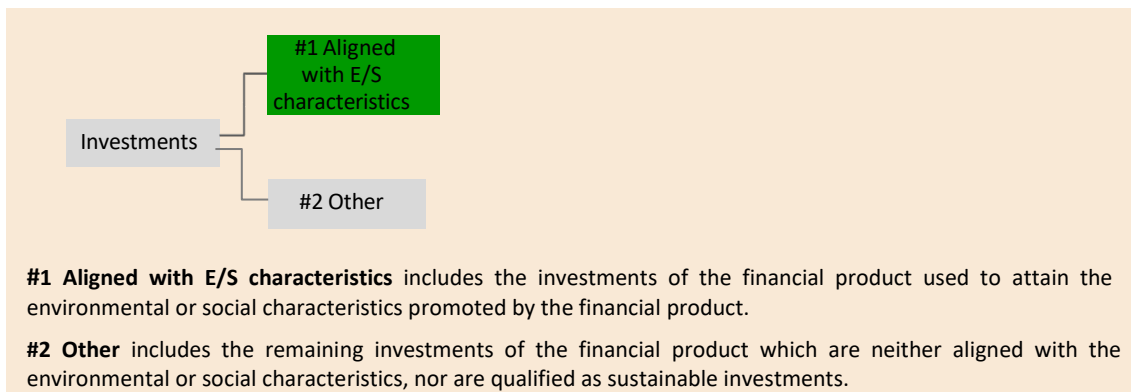 #1 Aligned
with E/S
characteristics
Investments
#2 Other
#1 Aligned with E/S characteristics includes the investments of the financial product used to attain the
environmental or social characteristics promoted by the financial product.
#2 Other includes the remaining investments of the financial product which are neither aligned with the
environmental or social characteristics, nor are qualified as sustainable investments.